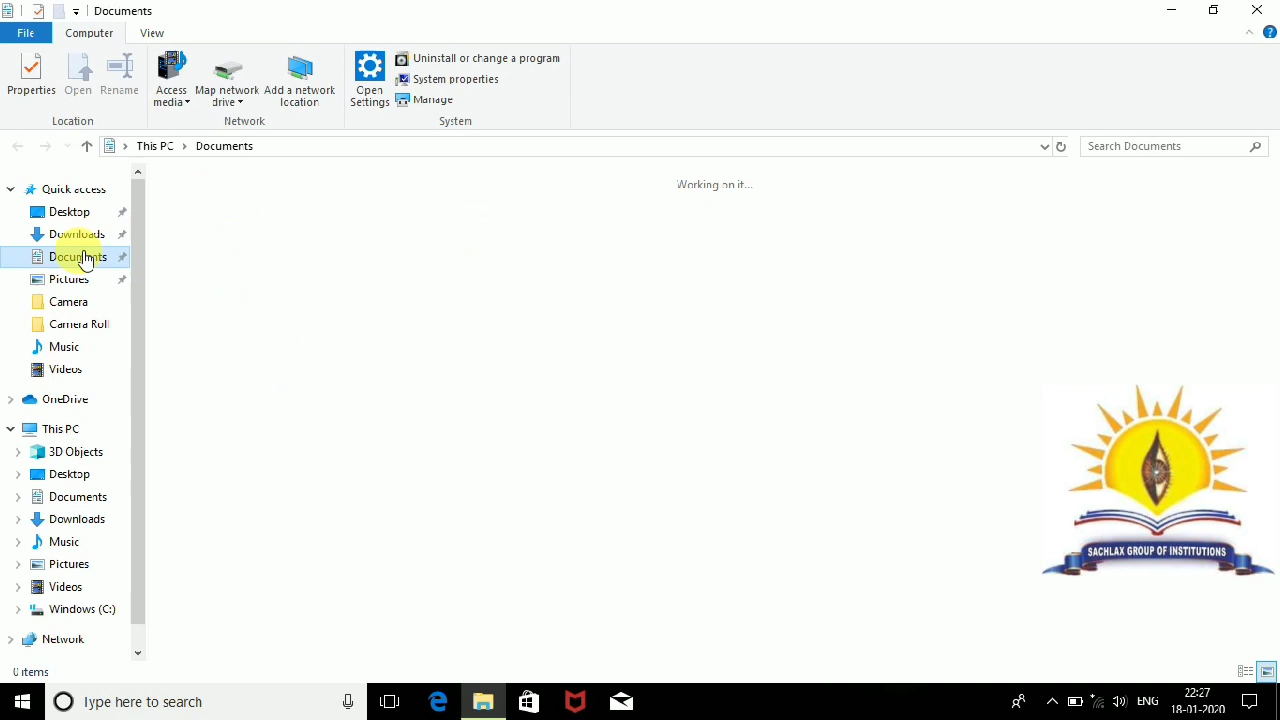 Documents
File
Computer
View
Properties
Open
Rename
Access media
Map network drive
Add a network location
Open Settings
Uninstall or change a program
System properties
Manage
Location
Network
System
This PC
Documents
Search Documents
Working on it...
Quick access
Desktop
Downloads
Documents
Pictures
Camera
Camera Roll
Music
Videos
OneDrive
This PC
3D Objects
Desktop
Documents
Downloads
Music
Pictures
Videos
Windows (C:)
Network
SACHLAX GROUP OF INSTITUTIONS
0 items
Type here to search
ENG
22:27
18-01-2020